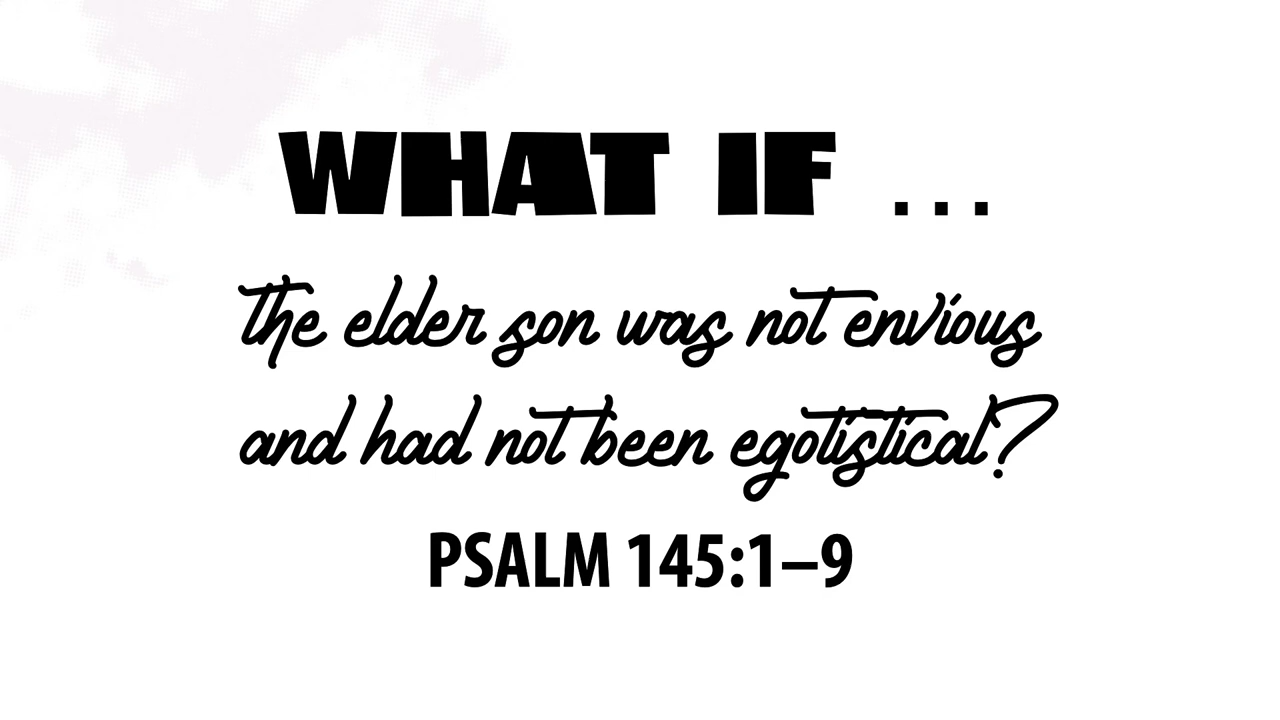 WHAT IF ...
the elder son was not envious
and had not been egotistical?
PSALM 145:1–9